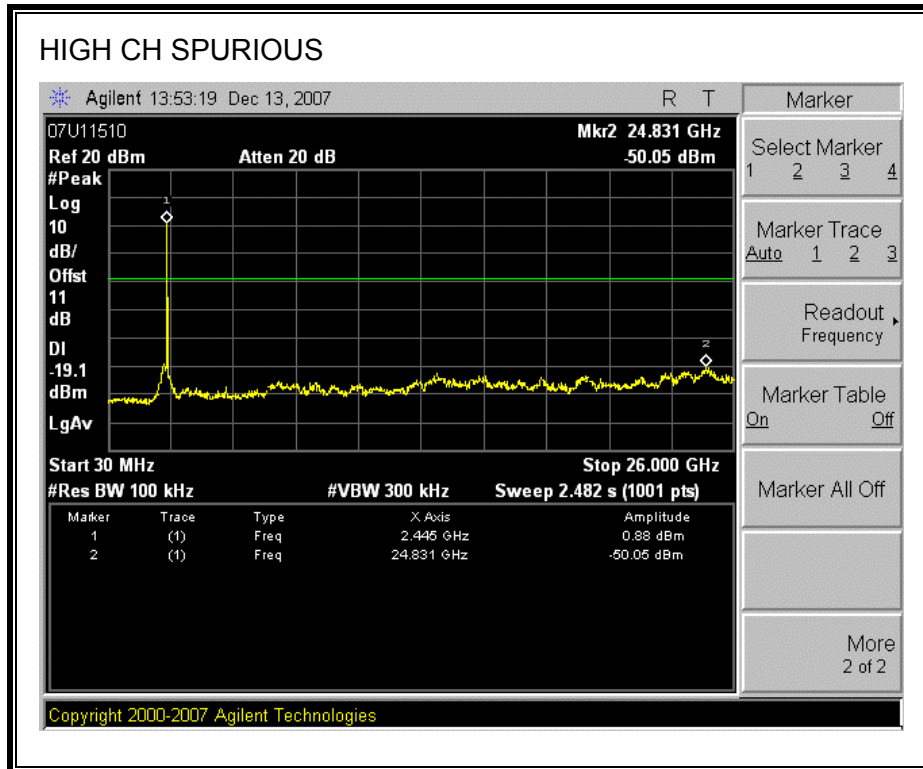 HIGH CH SPURIOUS
Agilent 13:53:19 Dec 13, 2007 R T
07U11510 Mkr2 24.831 GHz
Ref 20 dBm Atten 20 dB -50.05 dBm
#Peak
Log
10
dB/
Offst
11
dB
DI
-19.1
dBm
LgAv
1
2
Start 30 MHz Stop 26.000 GHz
#Res BW 100 kHz #VBW 300 kHz Sweep 2.482 s (1001 pts)
Marker Trace Type X Axis Amplitude
1 (1) Freq 2.445 GHz 0.88 dBm
2 (1) Freq 24.831 GHz -50.05 dBm
Copyright 2000-2007 Agilent Technologies
Marker
Select Marker
1 2 3 4
Marker Trace
Auto 1 2 3
Readout
Frequency
Marker Table
On Off
Marker All Off
More
2 of 2